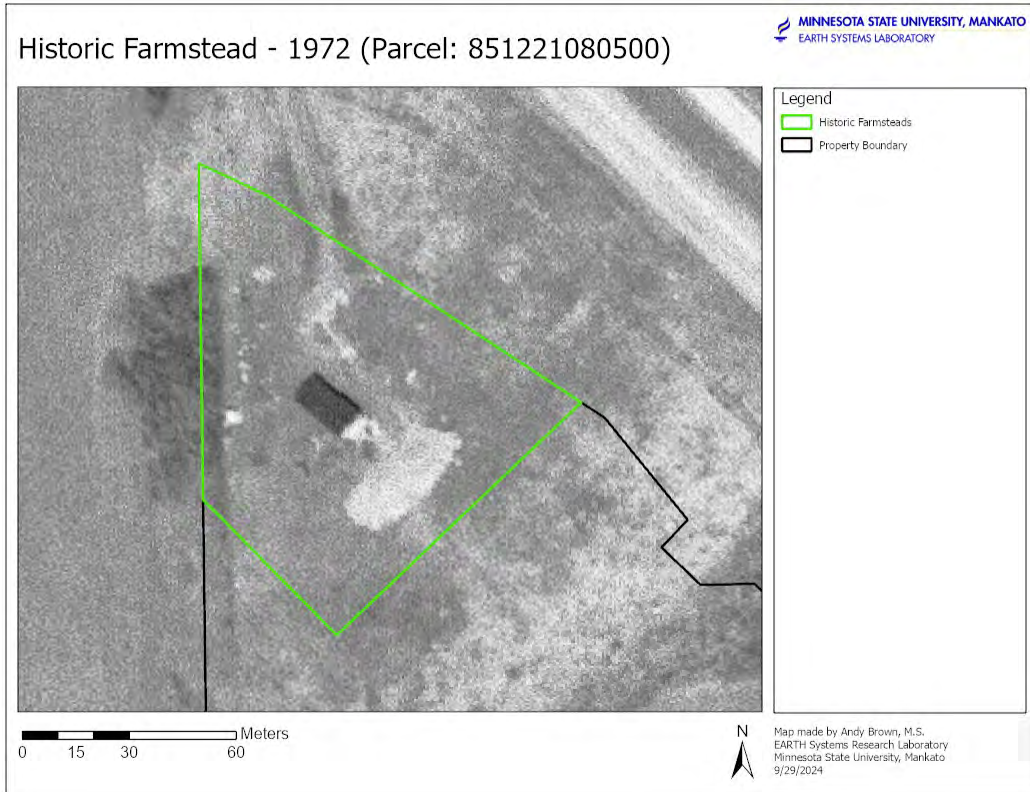 Historic Farmstead - 1972 (Parcel: 851221080500)
MINNESOTA STATE UNIVERSITY, MANKATO
EARTH SYSTEMS LABORATORY
Legend
Historic Farmsteads
Property Boundary
Meters
0 15 30 60
N
Map made by Andy Brown, M.S.
EARTH Systems Research Laboratory
Minnesota State University, Mankato
9/29/2024